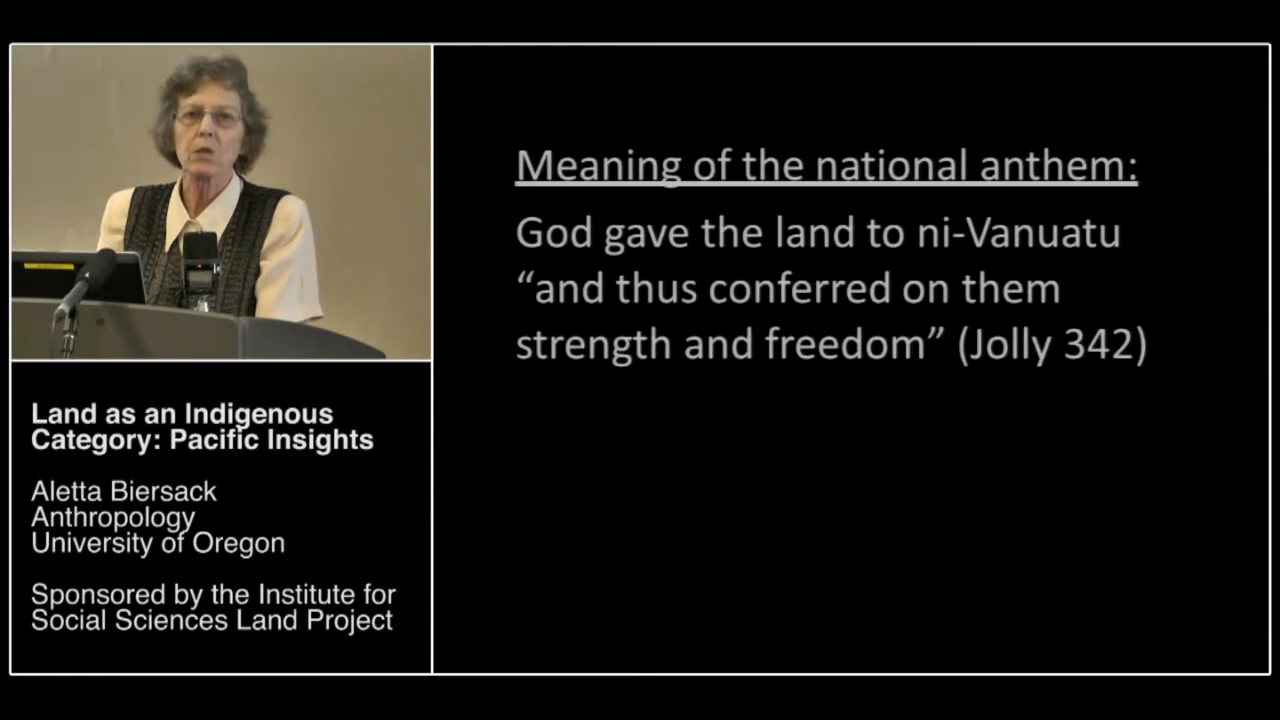 Meaning of the national anthem:
God gave the land to ni-Vanuatu
“and thus conferred on them
strength and freedom” (Jolly 342)
Land as an Indigenous
Category: Pacific Insights
Aletta Biersack
Anthropology
University of Oregon
Sponsored by the Institute for
Social Sciences Land Project